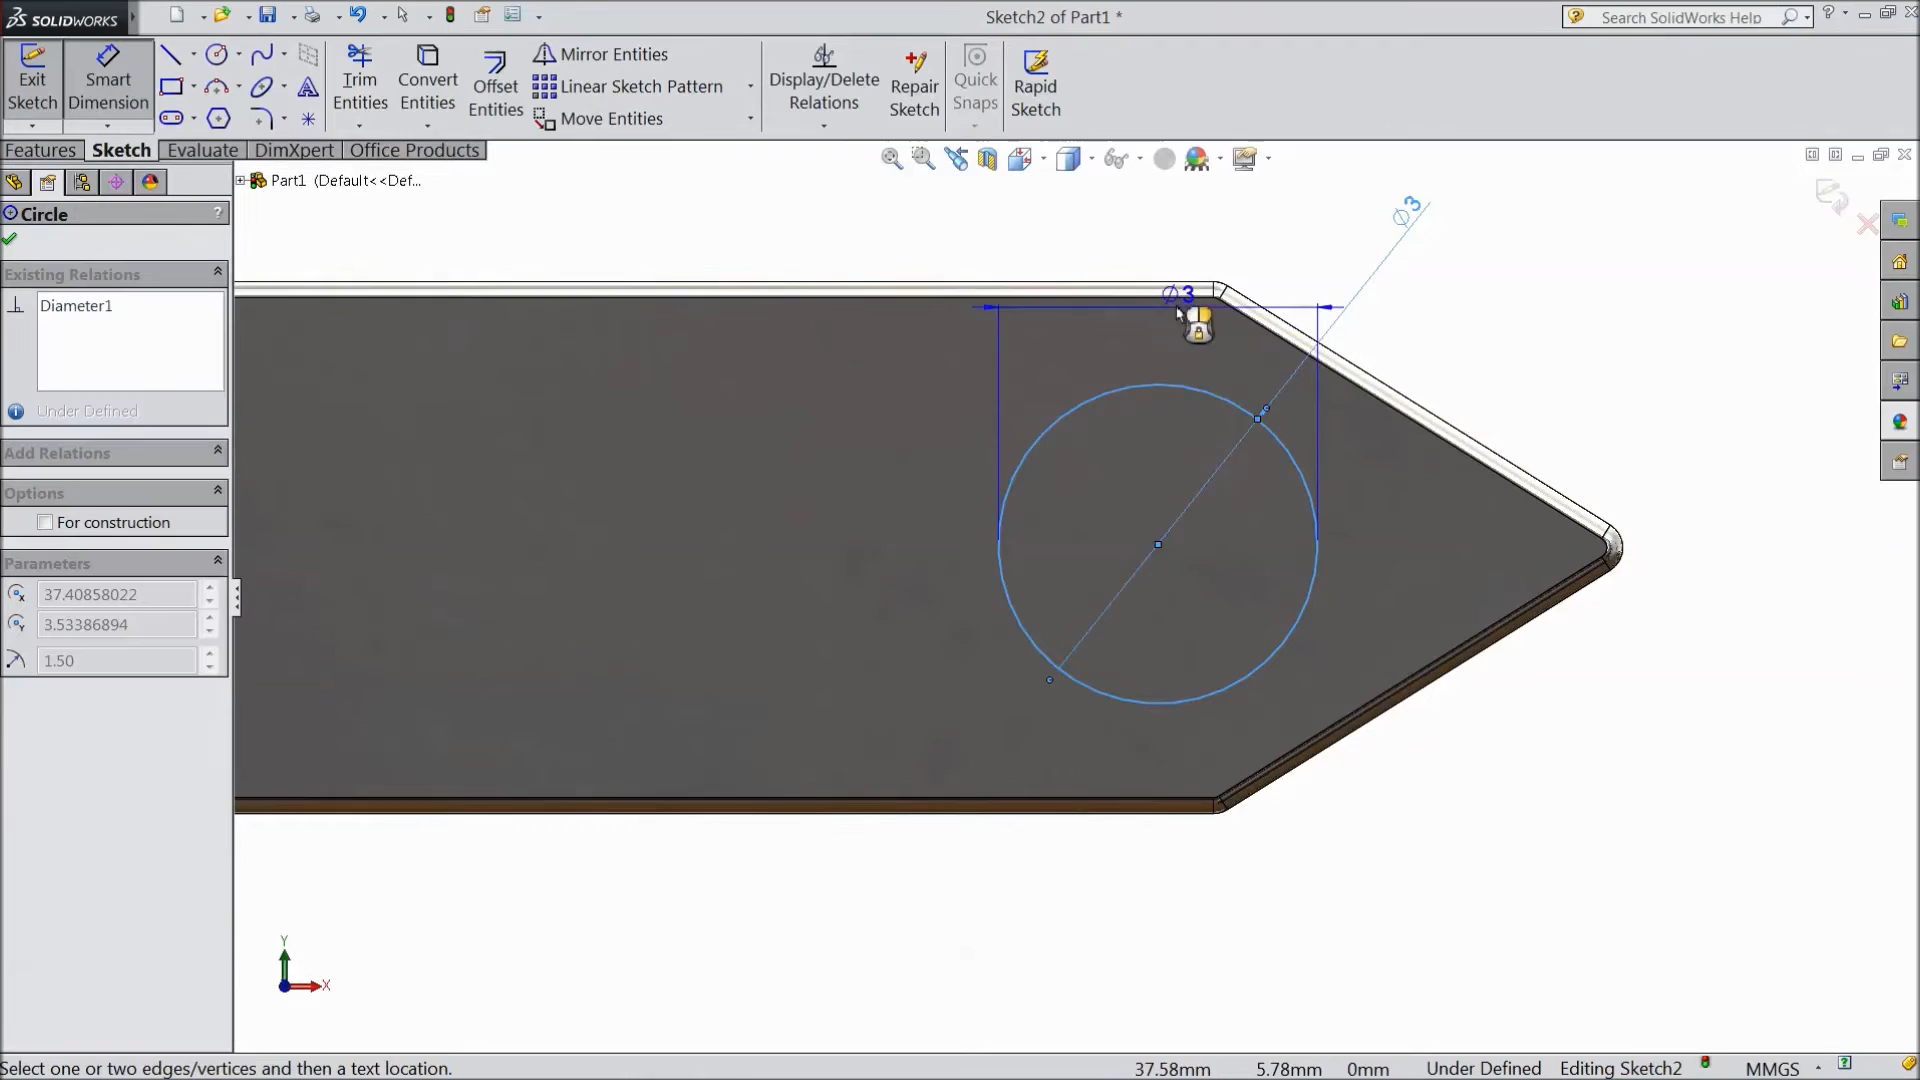 SOLIDWORKS
Sketch2 of Part1 *
Search SolidWorks Help
Exit Sketch
Smart Dimension
Trim Entities
Convert Entities
Offset Entities
Mirror Entities
Linear Sketch Pattern
Move Entities
Display/Delete Relations
Repair Sketch
Quick Snaps
Rapid Sketch
Features
Sketch
Evaluate
DimXpert
Office Products
Part1 (Default<<Def...
Circle
?
Existing Relations
Diameter1
Under Defined
Add Relations
Options
For construction
Parameters
37.40858022
3.53386894
1.50
∅3
∅3
Y
X
Select one or two edges/vertices and then a text location.
37.58mm
5.78mm
0mm
Under Defined
Editing Sketch2
MMGS